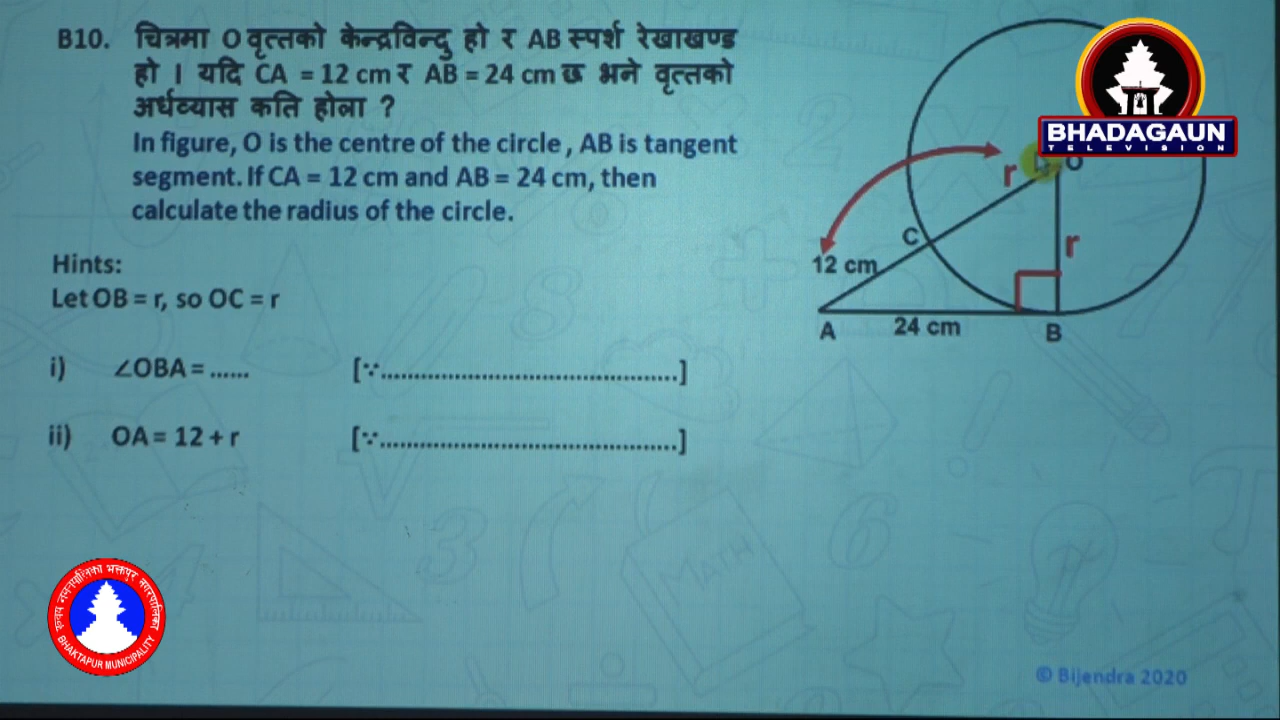 B10. चित्रमा O वृत्तको केन्द्रविन्दु हो र AB स्पर्श रेखाखण्ड
हो । यदि CA = 12 cm र AB = 24 cm छ भने वृत्तको
अर्धव्यास कति होला ?
In figure, O is the centre of the circle, AB is tangent
segment. If CA = 12 cm and AB = 24 cm, then
calculate the radius of the circle.
Hints:
Let OB = r, so OC = r
i) ∠OBA = ...... [∵.............................................]
ii) OA = 12 + r [∵.............................................]
BHADAGAUN
TELEVISION
r
O
C
r
12 cm
A
24 cm
B
MATH
BHAKTAPUR MUNICIPALITY
© Bijendra 2020